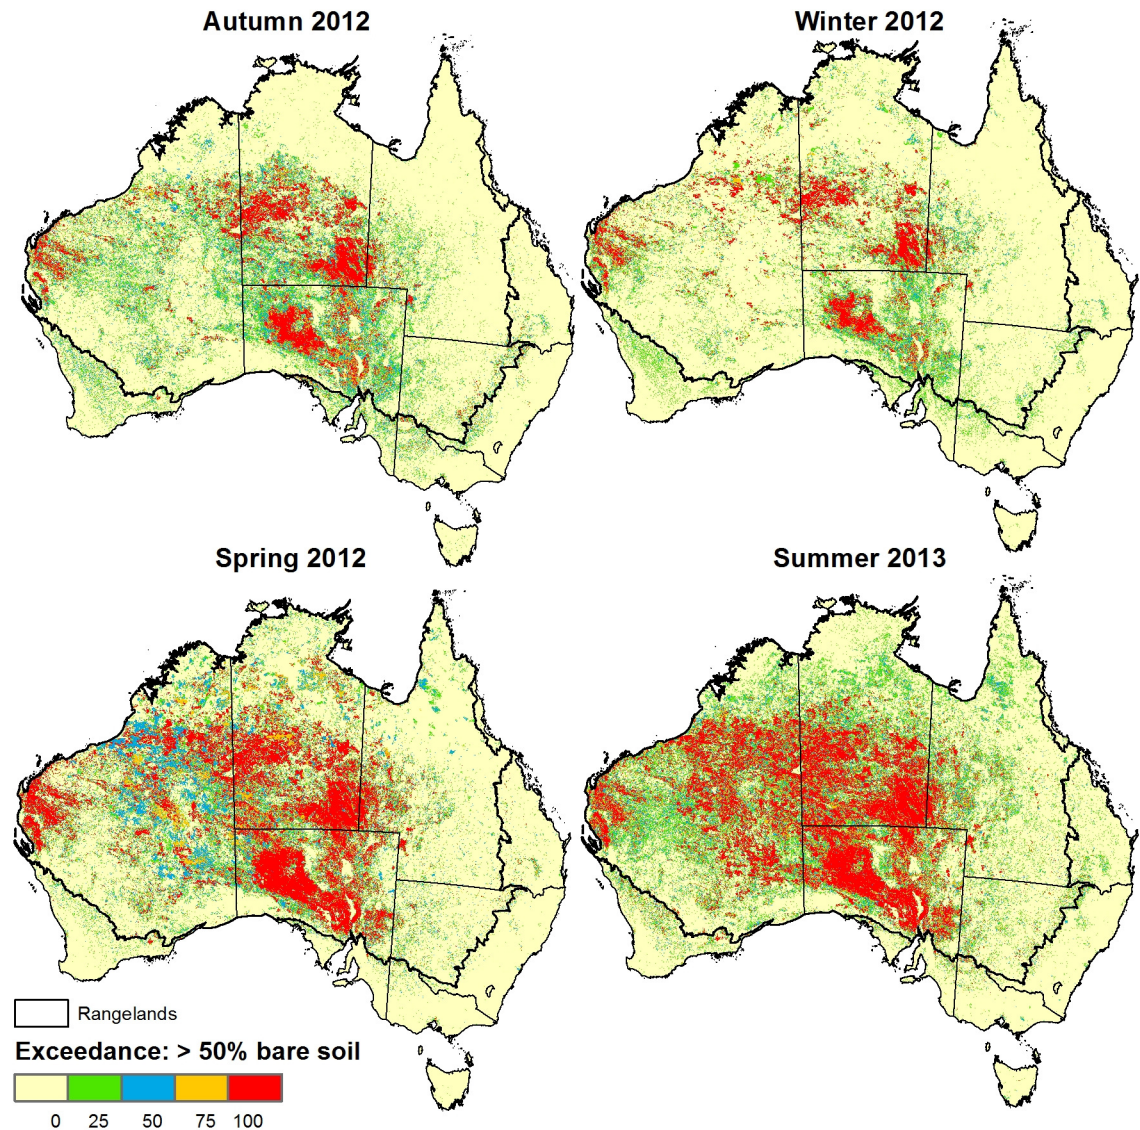 Autumn 2012
Winter 2012
Spring 2012
Summer 2013
Rangelands
Exceedance: > 50% bare soil
0 25 50 75 100